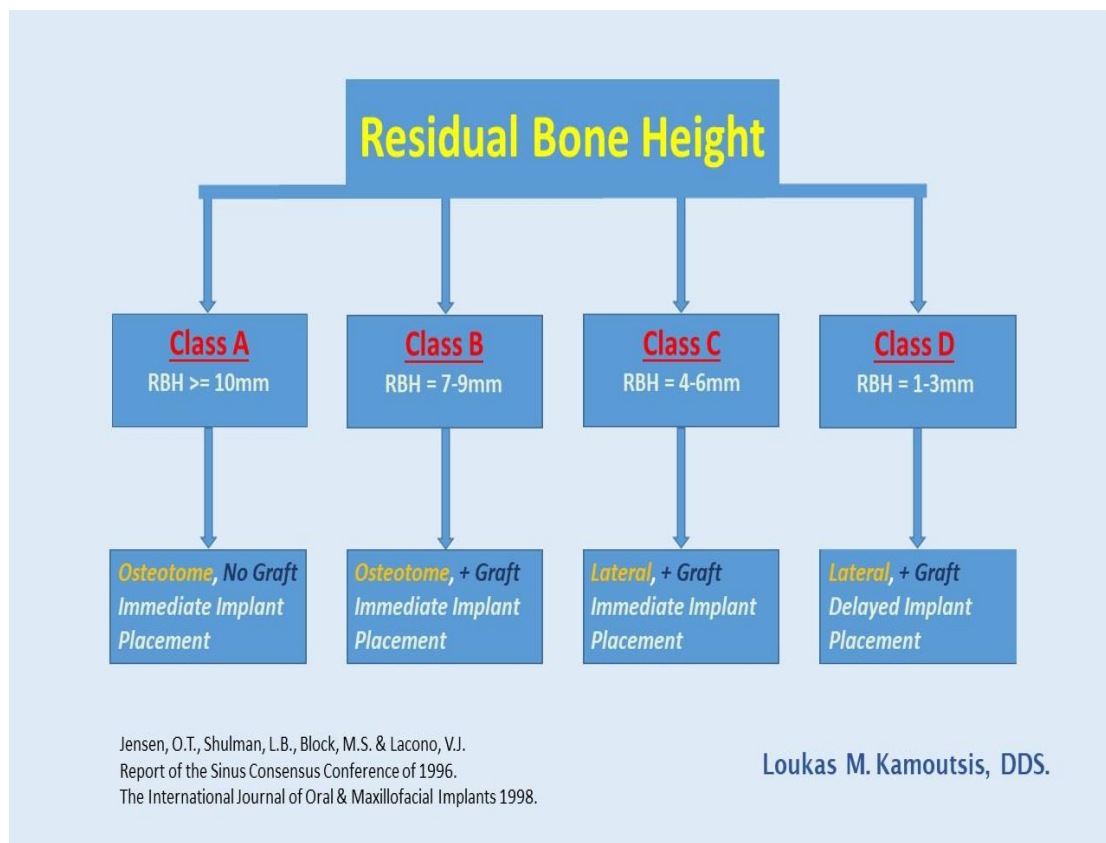 Residual Bone Height
Class A
RBH >= 10mm
Class B
RBH = 7-9mm
Class C
RBH = 4-6mm
Class D
RBH = 1-3mm
Osteotome, No Graft
Immediate Implant
Placement
Osteotome, + Graft
Immediate Implant
Placement
Lateral, + Graft
Immediate Implant
Placement
Lateral, + Graft
Delayed Implant
Placement
Jensen, O.T., Shulman, L.B., Block, M.S. & Lacono, V.J.
Report of the Sinus Consensus Conference of 1996.
The International Journal of Oral & Maxillofacial Implants 1998.
Loukas M. Kamoutsis, DDS.